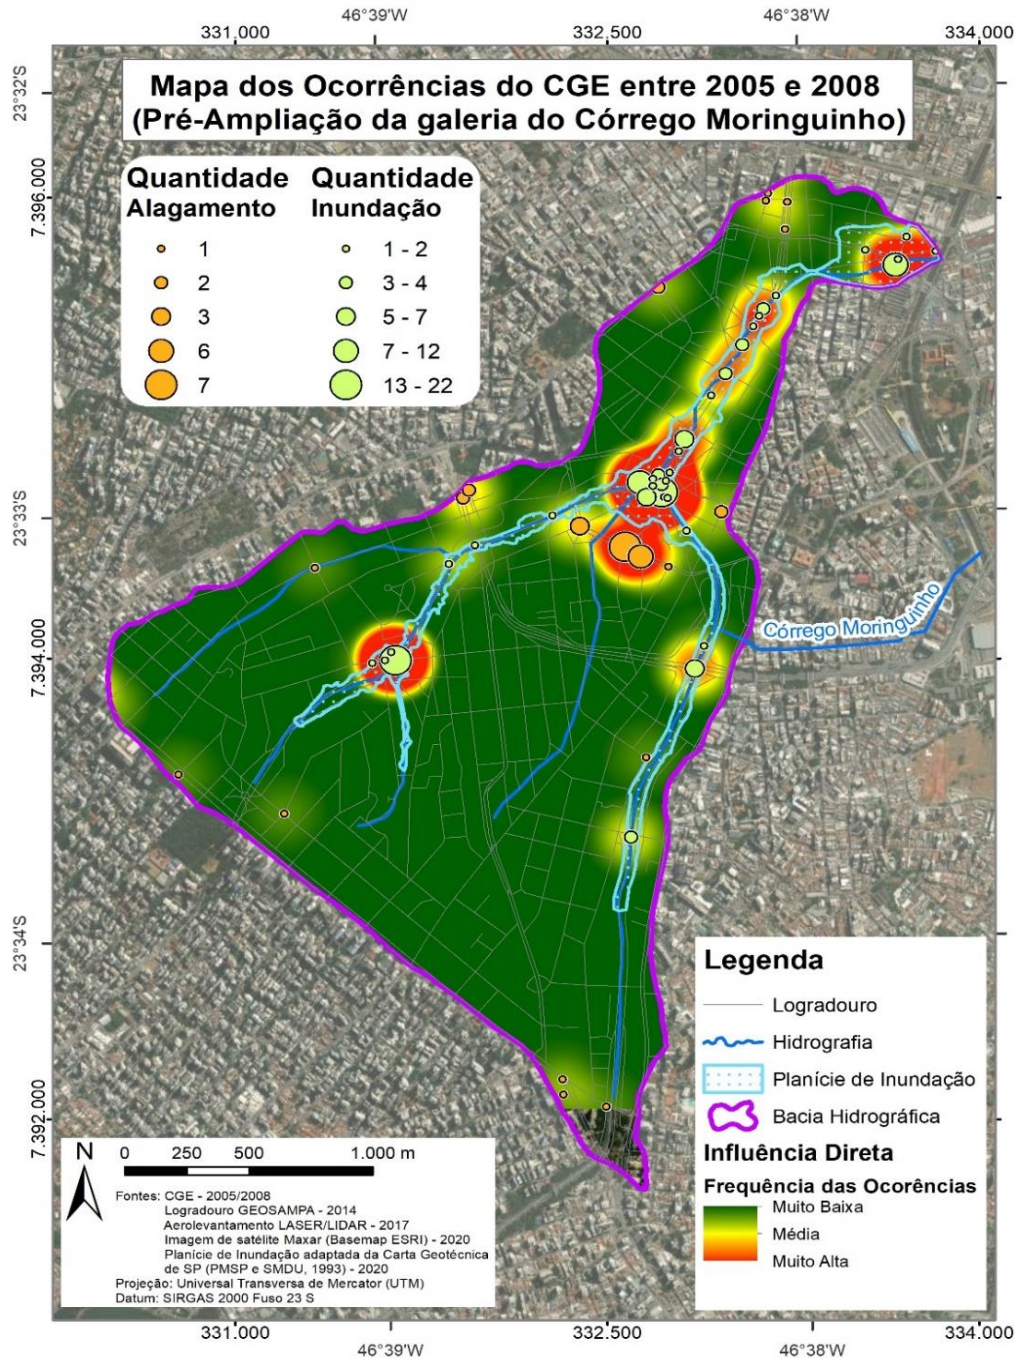 46°39'W
46°38'W
331.000
332.500
334.000
23°32'S
7.396.000
23°33'S
7.394.000
23°34'S
7.392.000
Mapa dos Ocorrências do CGE entre 2005 e 2008
(Pré-Ampliação da galeria do Córrego Moringuinho)
Quantidade
Alagamento
1
2
3
6
7
Quantidade
Inundação
1 - 2
3 - 4
5 - 7
7 - 12
13 - 22
Córrego Moringuinho
Legenda
Logradouro
Hidrografia
Planície de Inundação
Bacia Hidrográfica
Influência Direta
Frequência das Ocorências
Muito Baixa
Média
Muito Alta
N
0 250 500 1.000 m
Fontes: CGE - 2005/2008
Logradouro GEOSAMPA - 2014
Aerolevantamento LASER/LIDAR - 2017
Imagem de satélite Maxar (Basemap ESRI) - 2020
Planície de Inundação adaptada da Carta Geotécnica
de SP (PMSP e SMDU, 1993) - 2020
Projeção: Universal Transversa de Mercator (UTM)
Datum: SIRGAS 2000 Fuso 23 S
331.000
332.500
334.000
46°39'W
46°38'W